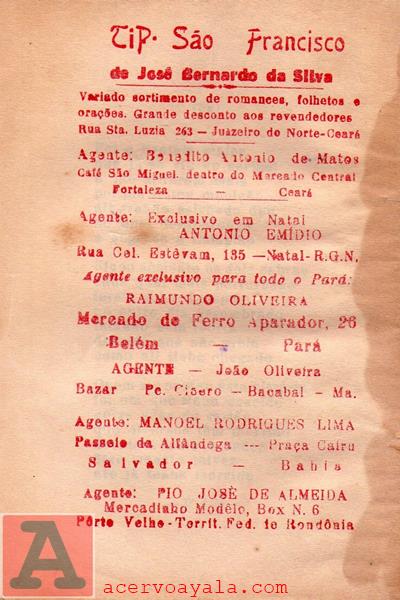 TiP. São Francisco
de José Bernardo da Silva
Variado sortimento de romances, folhetos e
orações. Grande desconto aos revendedores
Rua Sta. Luzia 263 — Juazeiro do Norte-Ceará
Agente: Benedito Antonio de Matos
Café São Miguel. dentro do Mercado Central
Fortaleza — Ceará
Agente: Exclusivo em Natal
ANTONIO EMÍDIO
Rua Cel. Estêvam, 135 —Natal-R.G.N.
Agente exclusivo para todo o Pará:
RAIMUNDO OLIVEIRA
Mercado de Ferro Aparador, 26
Belém — Pará
AGENTE — João Oliveira
Bazar Pe. Cícero - Bacabal - Ma.
Agente: MANOEL RODRIGUES LIMA
Passeio da Alfândega --- Praça Cairu
Salvador — Bahia
Agente: PIO JOSÈ DE ALMEIDA
Mercadinho Modêlo, Box N. 6
Pôrto Velho-Territ. Fed. de Rondônia
A
acervoayala.com